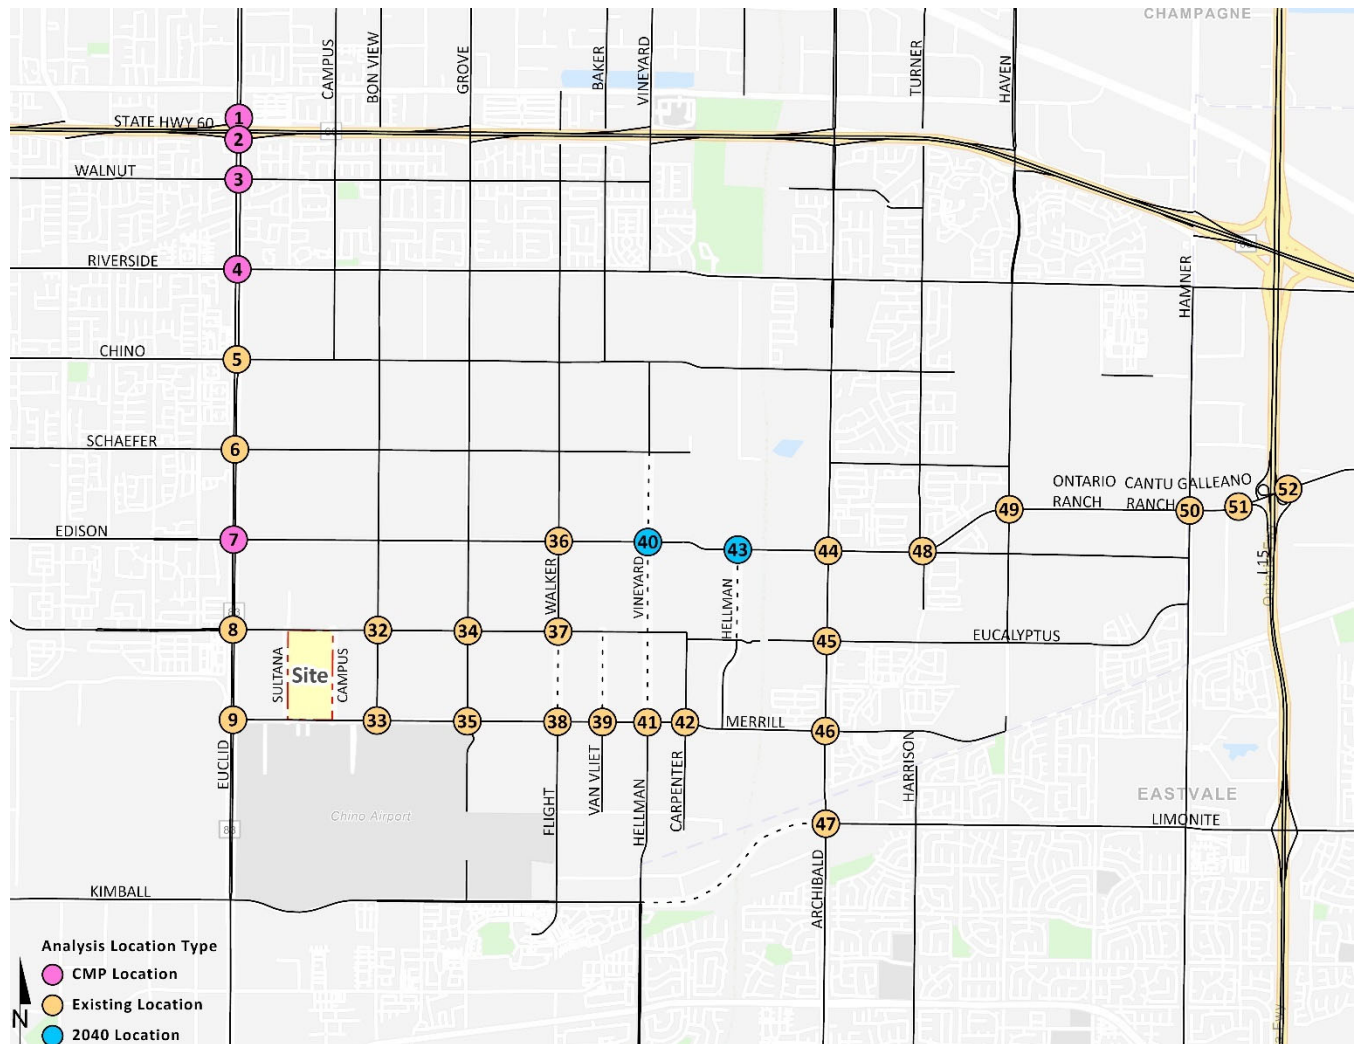 CHAMPAGNE
CAMPUS
BON VIEW
GROVE
BAKER
VINEYARD
TURNER
HAVEN
STATE HWY 60
1
2
WALNUT
3
RIVERSIDE
4
HAMNER
CHINO
5
SCHAEFER
6
ONTARIO
RANCH
CANTU GALLEANO
RANCH
49
50
51
52
EDISON
7
36
40
43
44
48
I 15
WALKER
VINEYARD
HELLMAN
83
8
32
34
37
45
EUCALYPTUS
SULTANA
Site
CAMPUS
9
33
35
38
39
41
42
MERRILL
46
EUCLID
HARRISON
FLIGHT
VAN VLIET
HELLMAN
CARPENTER
Chino Airport
83
EASTVALE
LIMONITE
47
ARCHIBALD
KIMBALL
Analysis Location Type
CMP Location
Existing Location
2040 Location
N